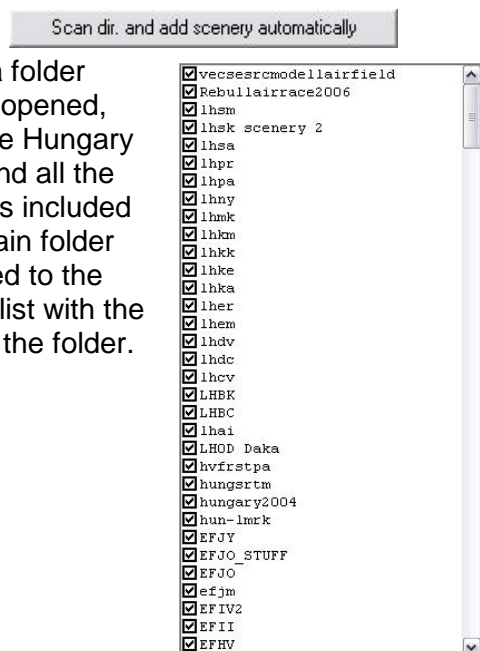 Scan dir. and add scenery automatically
a folder
opened,
e Hungary
nd all the
s included
ain folder
ed to the
list with the
the folder.
vecsesrcmodellairfield
Rebullairrace2006
lhsm
lhsk scenery 2
lhsa
lhpr
lhpa
lhny
lhmk
lhkm
lhkk
lhke
lhka
lher
lhem
lhdv
lhdc
lhcv
LHBK
LHBC
lhai
LHOD Daka
hvfrstpa
hungsrtm
hungary2004
hun-lmrk
EFJY
EFJO_STUFF
EFJO
efjm
EFIV2
EFII
EFHV